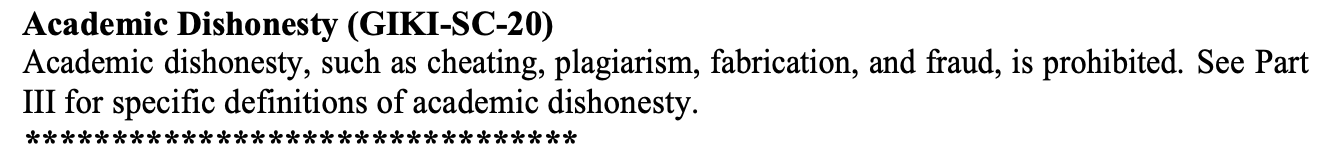 Academic Dishonesty (GIKI-SC-20)
Academic dishonesty, such as cheating, plagiarism, fabrication, and fraud, is prohibited. See Part
III for specific definitions of academic dishonesty.
********************************